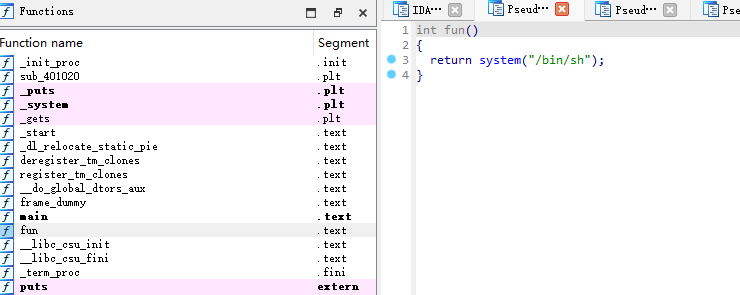 Functions
Function name Segment
_init_proc .init
sub_401020 .plt
_puts .plt
_system .plt
_gets .plt
_start .text
_dl_relocate_static_pie .text
deregister_tm_clones .text
register_tm_clones .text
__do_global_dtors_aux .text
frame_dummy .text
main .text
fun .text
__libc_csu_init .text
__libc_csu_fini .text
_term_proc .fini
puts extern
IDA… Pseud… Pseud… Pseud…
1 int fun()
2 {
3 return system("/bin/sh");
4 }